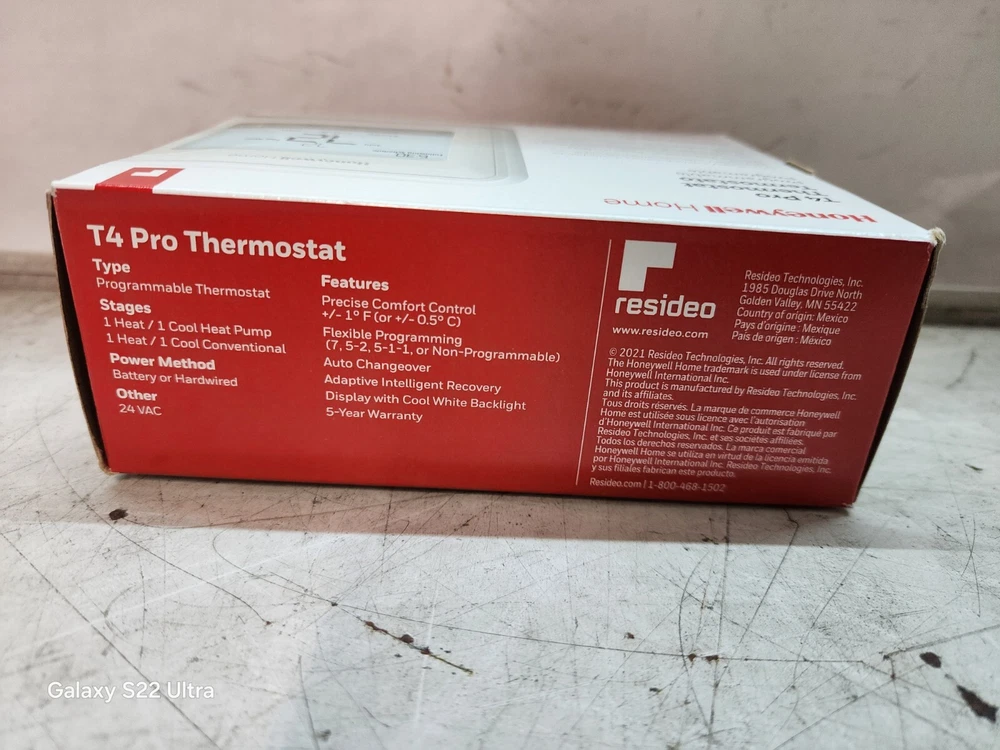 Honeywell Home
T4 Pro
Thermostat
T4 Pro Thermostat
Type
Programmable Thermostat
Stages
1 Heat / 1 Cool Heat Pump
1 Heat / 1 Cool Conventional
Power Method
Battery or Hardwired
Other
24 VAC
Features
Precise Comfort Control
+/- 1° F (or +/- 0.5° C)
Flexible Programming
(7, 5-2, 5-1-1, or Non-Programmable)
Auto Changeover
Adaptive Intelligent Recovery
Display with Cool White Backlight
5-Year Warranty
resideo
www.resideo.com
Resideo Technologies, Inc.
1985 Douglas Drive North
Golden Valley, MN 55422
Country of origin: Mexico
Pays d'origine : Mexique
País de origen : México
© 2021 Resideo Technologies, Inc. All rights reserved.
The Honeywell Home trademark is used under license from
Honeywell International Inc.
This product is manufactured by Resideo Technologies, Inc.
and its affiliates.
Tous droits réservés. La marque de commerce Honeywell
Home est utilisée sous licence avec l'autorisation
d'Honeywell International Inc. Ce produit est fabriqué par
Resideo Technologies, Inc. et ses sociétés affiliées.
Todos los derechos reservados. La marca comercial
Honeywell Home se utiliza en virtud de la licencia emitida
por Honeywell International Inc. Resideo Technologies, Inc.
y sus filiales fabrican este producto.
Resideo.com | 1-800-468-1502
Galaxy S22 Ultra